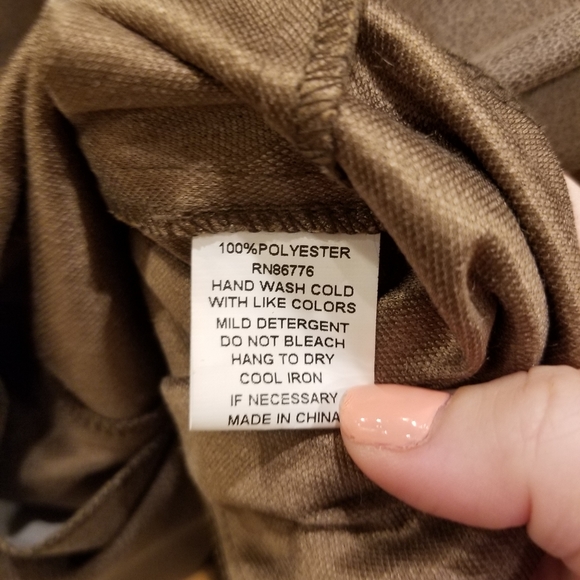 100%POLYESTER
RN86776
HAND WASH COLD
WITH LIKE COLORS
MILD DETERGENT
DO NOT BLEACH
HANG TO DRY
COOL IRON
IF NECESSARY
MADE IN CHINA